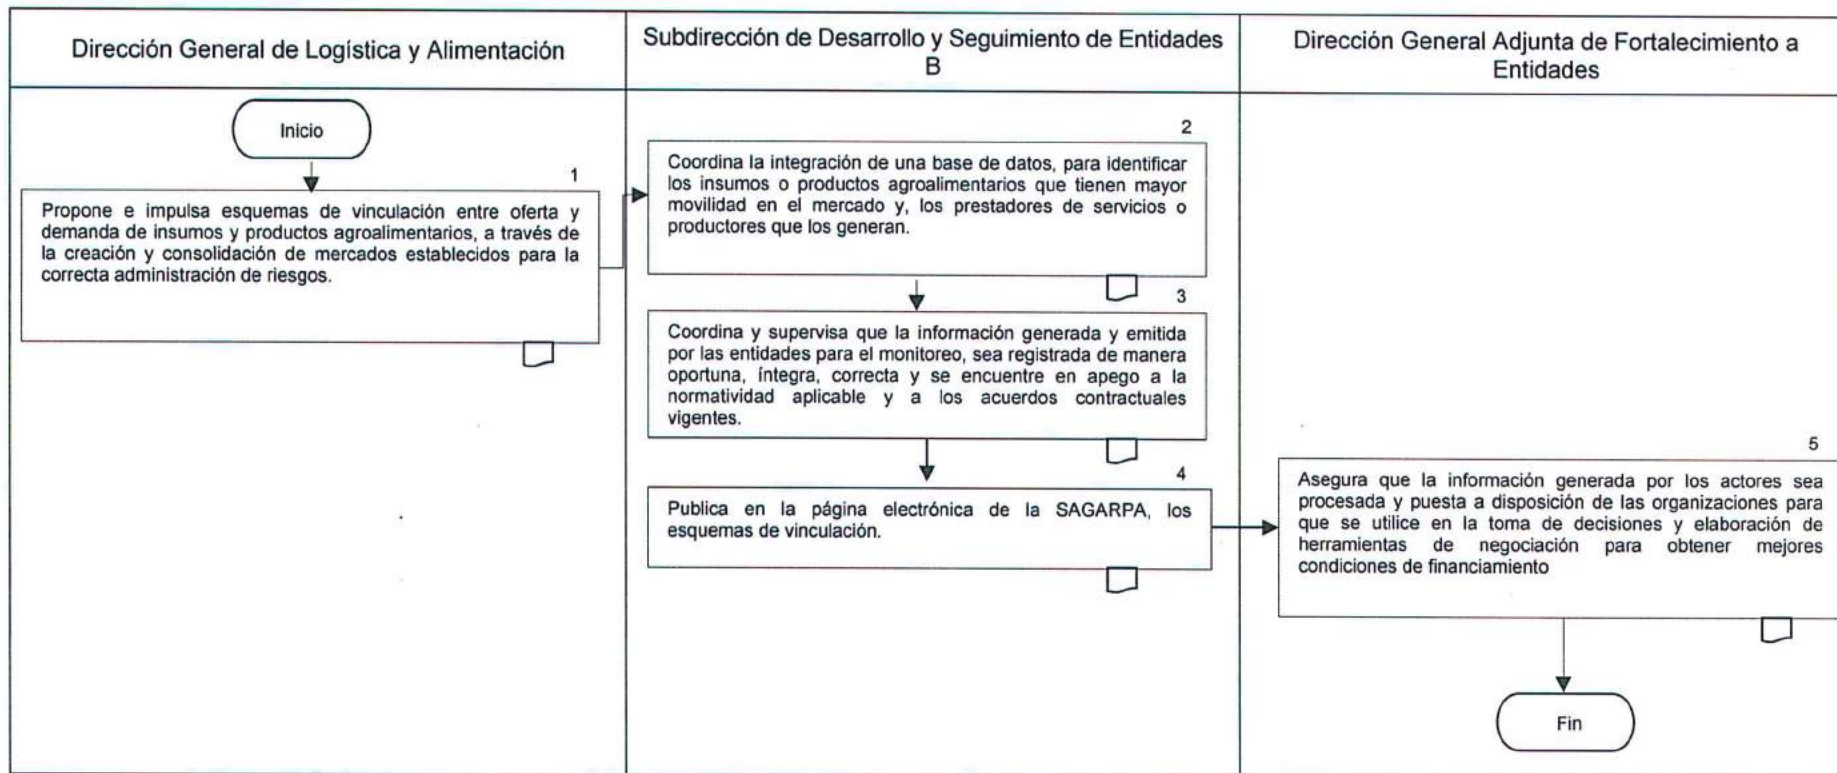 Dirección General de Logística y Alimentación
Subdirección de Desarrollo y Seguimiento de Entidades
B
Dirección General Adjunta de Fortalecimiento a
Entidades
Inicio
1
Propone e impulsa esquemas de vinculación entre oferta y
demanda de insumos y productos agroalimentarios, a través de
la creación y consolidación de mercados establecidos para la
correcta administración de riesgos.
2
Coordina la integración de una base de datos, para identificar
los insumos o productos agroalimentarios que tienen mayor
movilidad en el mercado y, los prestadores de servicios o
productores que los generan.
3
Coordina y supervisa que la información generada y emitida
por las entidades para el monitoreo, sea registrada de manera
oportuna, íntegra, correcta y se encuentre en apego a la
normatividad aplicable y a los acuerdos contractuales
vigentes.
4
Publica en la página electrónica de la SAGARPA, los
esquemas de vinculación.
5
Asegura que la información generada por los actores sea
procesada y puesta a disposición de las organizaciones para
que se utilice en la toma de decisiones y elaboración de
herramientas de negociación para obtener mejores
condiciones de financiamiento
Fin